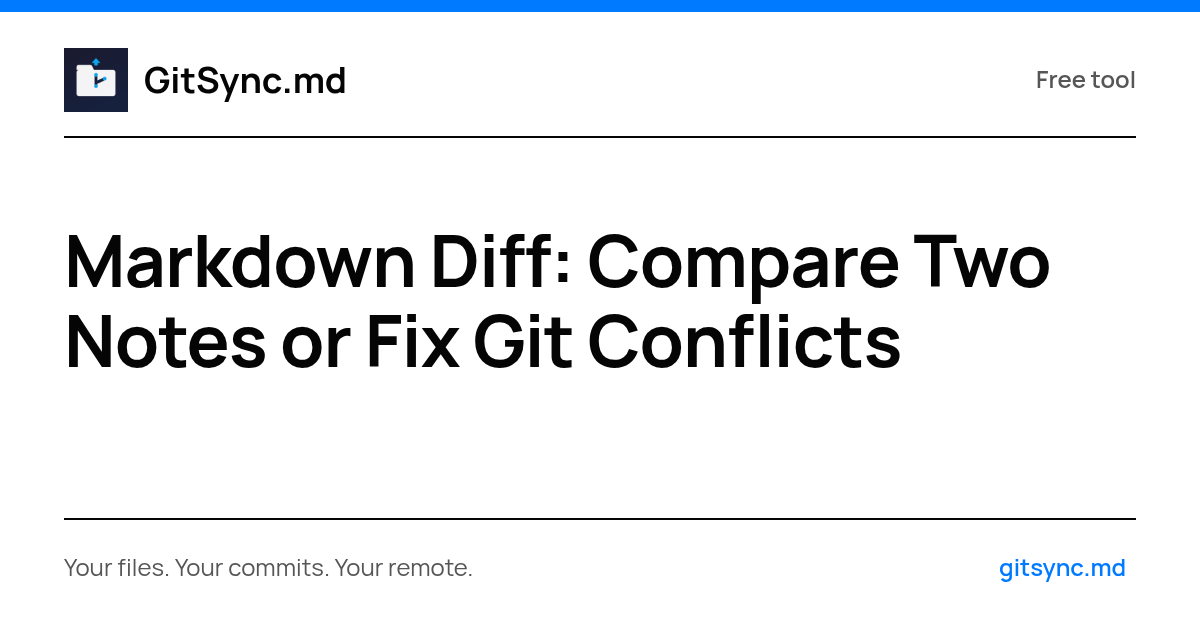 GitSync.md
Free tool
Markdown Diff: Compare Two
Notes or Fix Git Conflicts
Your files. Your commits. Your remote.
gitsync.md